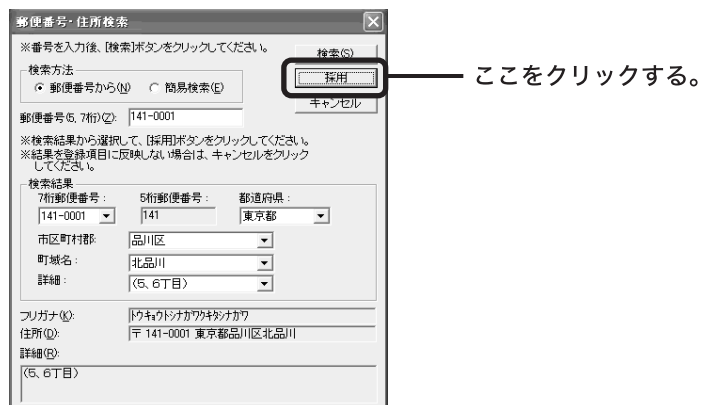 郵便番号・住所検索
※番号を入力後、[検索]ボタンをクリックしてください。
検索(S)
検索方法
郵便番号から(N) 簡易検索(E)
採用
ここをクリックする。
キャンセル
郵便番号(5, 7桁)(Z): 141-0001
※検索結果から選択して、[採用]ボタンをクリックしてください。
※結果を登録項目に反映しない場合は、キャンセルをクリック
してください。
検索結果
7桁郵便番号: 5桁郵便番号: 都道府県:
141-0001 141 東京都
市区町村郡: 品川区
町域名: 北品川
詳細: (5、6丁目)
フリガナ(K): トウキョウトシナガワクキタシナガワ
住所(D): 〒 141-0001 東京都品川区北品川
詳細(R):
(5、6丁目)